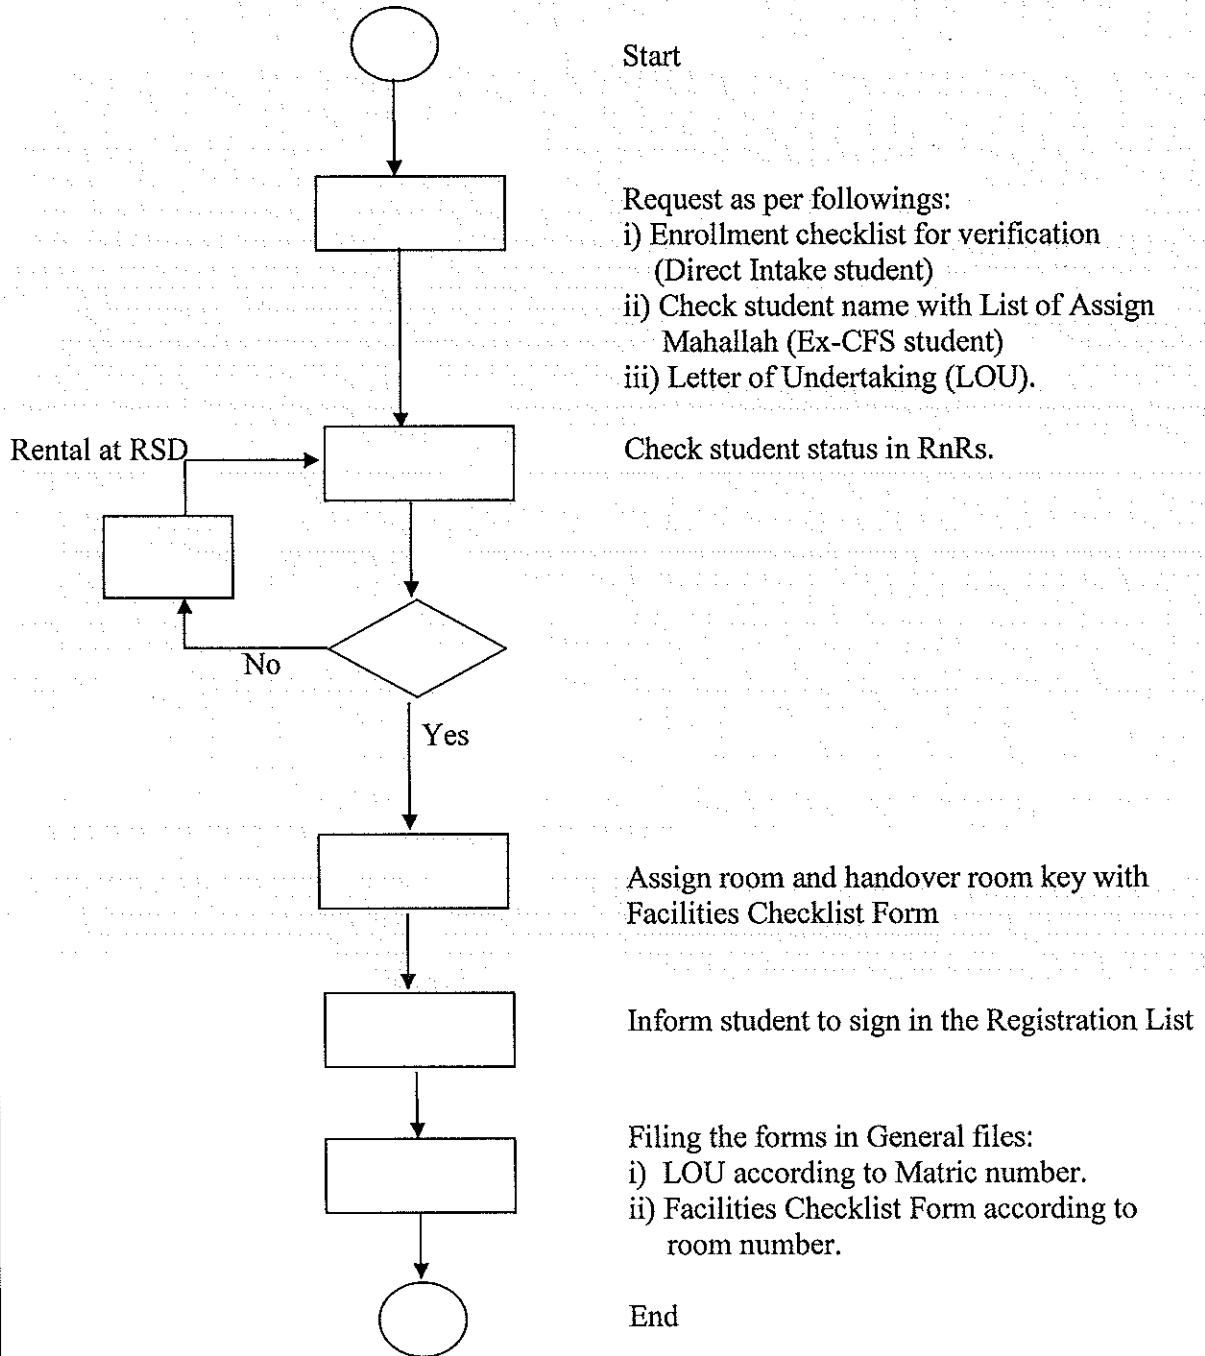 Start
Request as per followings:
i) Enrollment checklist for verification
(Direct Intake student)
ii) Check student name with List of Assign
Mahallah (Ex-CFS student)
iii) Letter of Undertaking (LOU).
Rental at RSD
Check student status in RnRs.
No
Yes
Assign room and handover room key with
Facilities Checklist Form
Inform student to sign in the Registration List
Filing the forms in General files:
i) LOU according to Matric number.
ii) Facilities Checklist Form according to
room number.
End